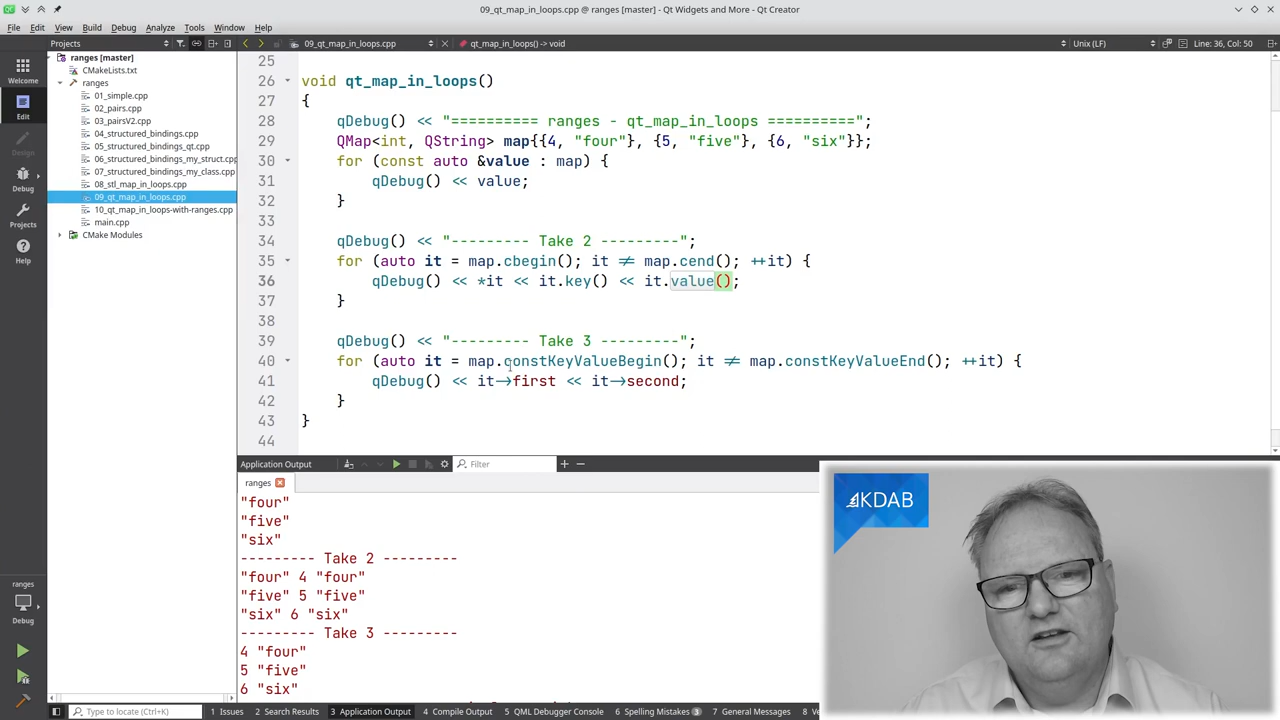 09_qt_map_in_loops.cpp @ ranges [master] - Qt Widgets and More - Qt Creator
File Edit View Build Debug Analyze Tools Window Help
Projects
09_qt_map_in_loops.cpp
qt_map_in_loops() -> void
Unix (LF)
Line: 36, Col: 50
Welcome
Edit
Design
Debug
Projects
Help
ranges
Debug
ranges [master]
CMakeLists.txt
ranges
01_simple.cpp
02_pairs.cpp
03_pairsV2.cpp
04_structured_bindings.cpp
05_structured_bindings_qt.cpp
06_structured_bindings_my_struct.cpp
07_structured_bindings_my_class.cpp
08_stl_map_in_loops.cpp
09_qt_map_in_loops.cpp
10_qt_map_in_loops-with-ranges.cpp
main.cpp
CMake Modules
25
26 void qt_map_in_loops()
27 {
28 qDebug() << "========== ranges - qt_map_in_loops ==========";
29 QMap<int, QString> map{{4, "four"}, {5, "five"}, {6, "six"}};
30 for (const auto &value : map) {
31 qDebug() << value;
32 }
33
34 qDebug() << "--------- Take 2 ---------";
35 for (auto it = map.cbegin(); it != map.cend(); ++it) {
36 qDebug() << *it << it.key() << it.value();
37 }
38
39 qDebug() << "--------- Take 3 ---------";
40 for (auto it = map.constKeyValueBegin(); it != map.constKeyValueEnd(); ++it) {
41 qDebug() << it->first << it->second;
42 }
43 }
44
Application Output
Filter
ranges
"four"
"five"
"six"
--------- Take 2 ---------
"four" 4 "four"
"five" 5 "five"
"six" 6 "six"
--------- Take 3 ---------
4 "four"
5 "five"
6 "six"
KDAB
Type to locate (Ctrl+K)
1 Issues 2 Search Results 3 Application Output 4 Compile Output 5 QML Debugger Console 6 Spelling Mistakes 3 7 General Messages 8